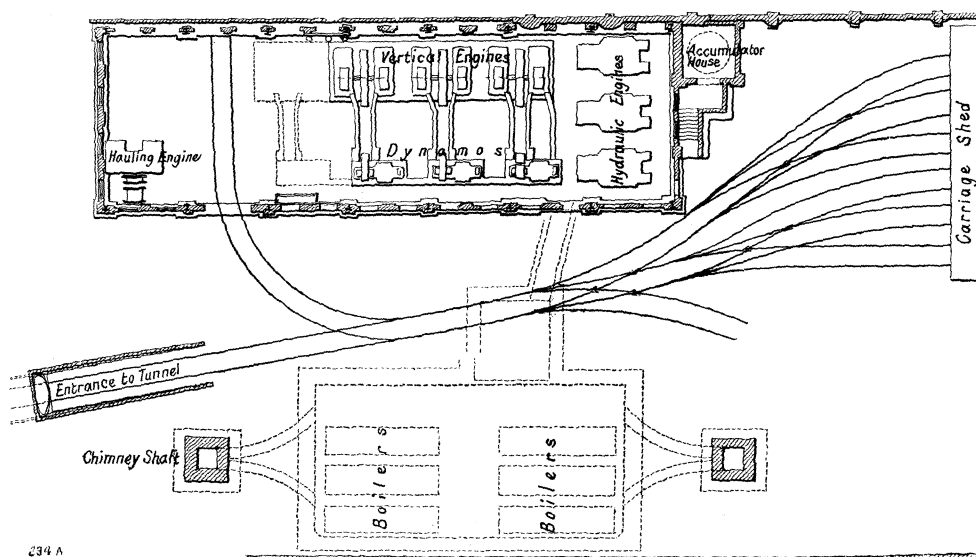 Vertical Engines
Accumulator
House
Hydraulic Engines
Dynamos
Hauling Engine
Carriage Shed
Entrance to Tunnel
Chimney Shaft
Boilers
Boilers
234 A